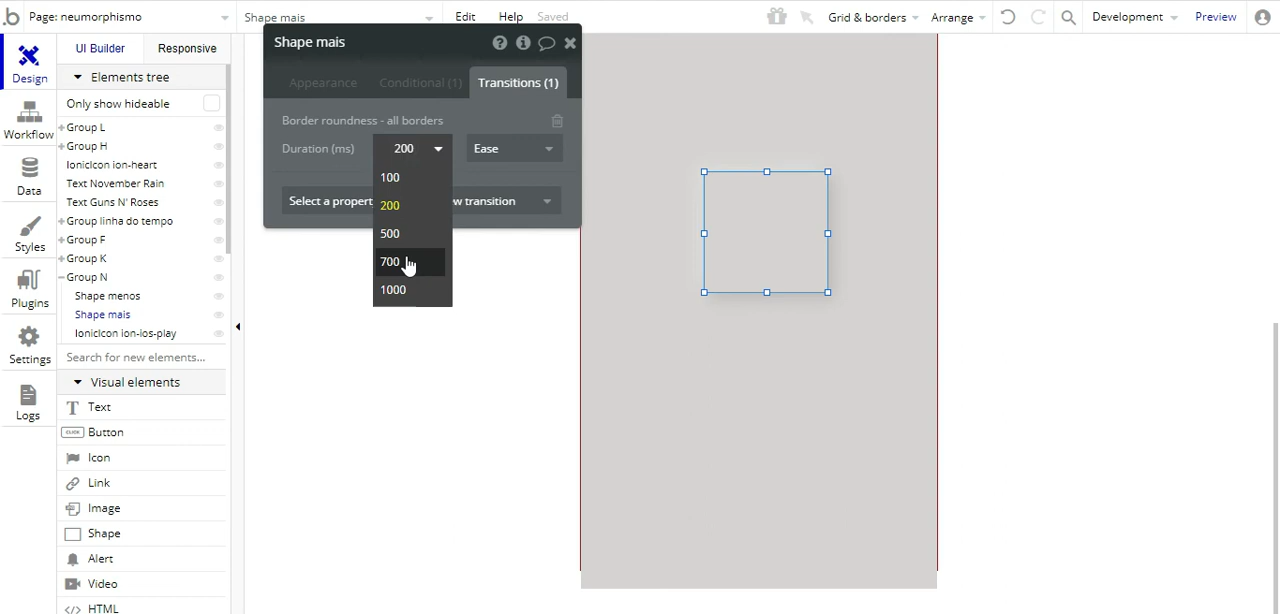 .b Page: neumorphismo Shape mais Edit Help Saved Grid & borders Arrange Development Preview
Design
Workflow
Data
Styles
Plugins
Settings
Logs
UI Builder Responsive
Elements tree
Only show hideable
Group L
Group H
IonicIcon ion-heart
Text November Rain
Text Guns N' Roses
Group linha do tempo
Group F
Group K
Group N
Shape menos
Shape mais
IonicIcon ion-ios-play
Search for new elements...
Visual elements
Text
CLICK Button
Icon
Link
Image
Shape
Alert
Video
</> HTML
Shape mais
Appearance Conditional (1) Transitions (1)
Border roundness - all borders
Duration (ms) 200 Ease
Select a propert w transition
100
200
500
700
1000